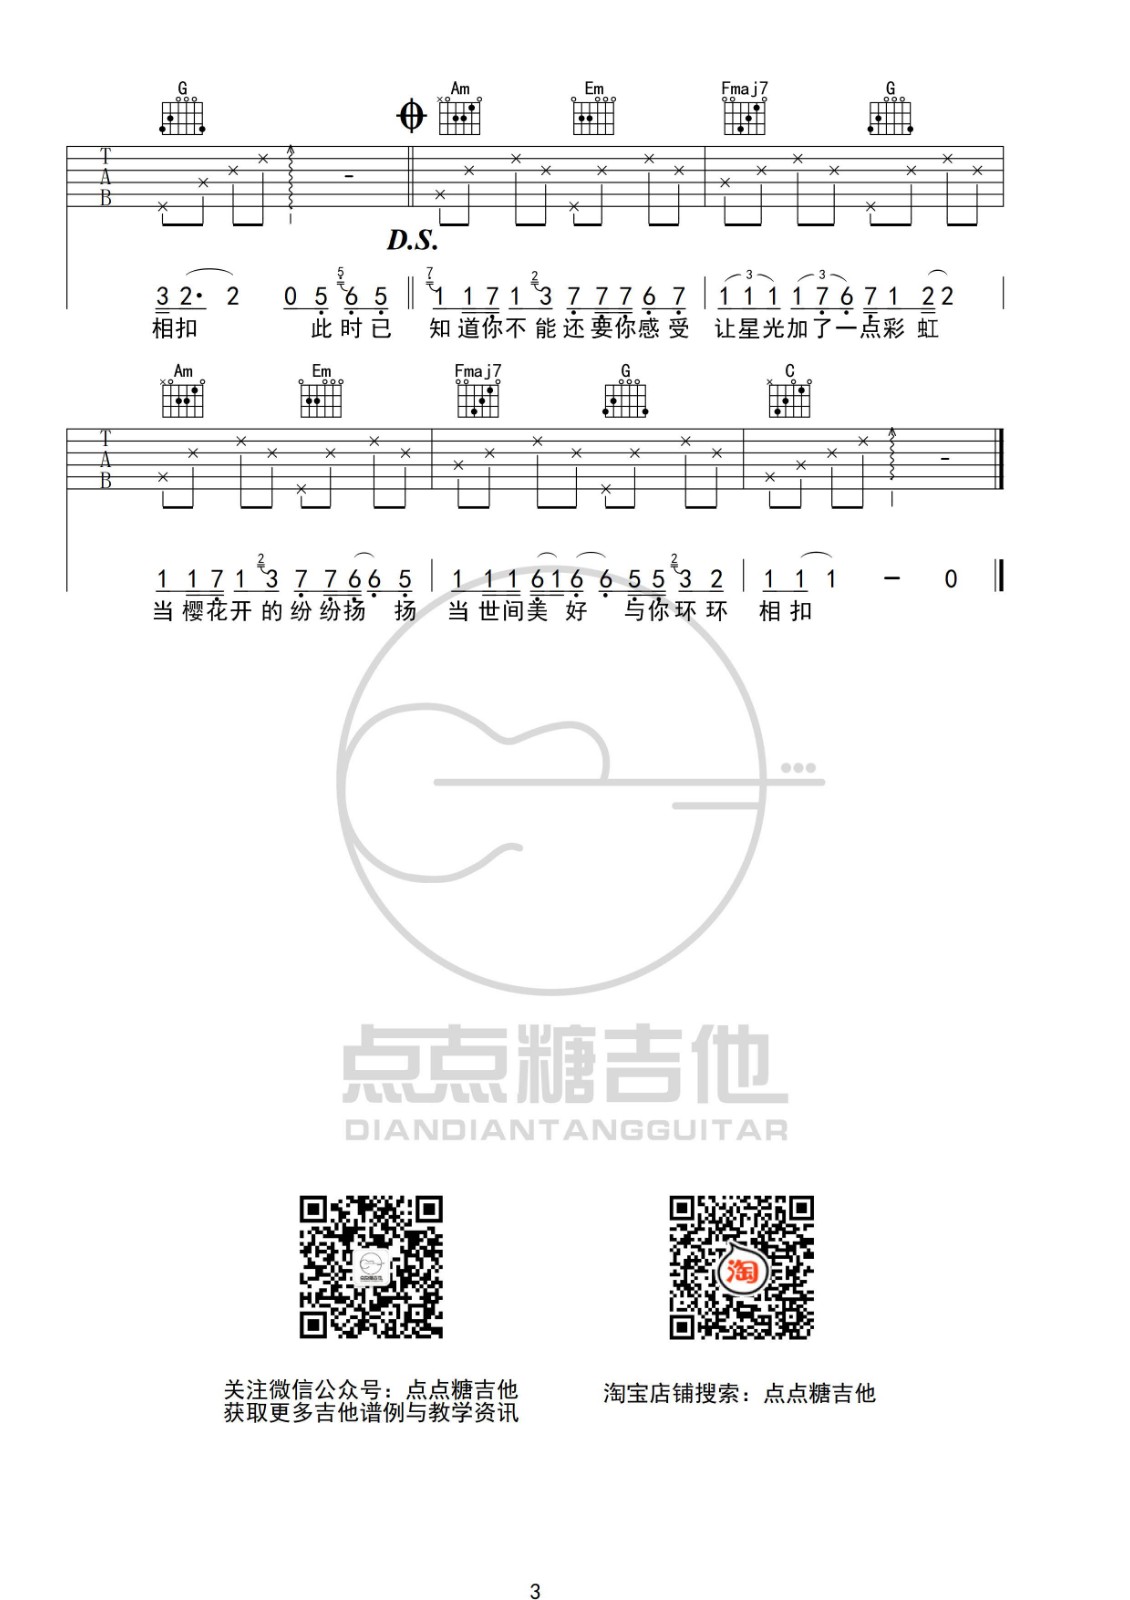 G Am Em Fmaj7 G
T
A
B
D.S.
5 7 2 3 3
3 2· 2 0 5 6 5 1 1 7 1 3 7 7 7 6 7 1 1 1 1 7 6 7 1 2 2
相扣 此时已 知道你不能还要你感受 让星光加了一点彩虹
Am Em Fmaj7 G C
T
A
B
2 2
1 1 7 1 3 7 7 6 6 5 1 1 1 6 1 6 6 5 5 3 2 1 1 1 – 0
当樱花开的纷纷扬扬 当世间美好 与你环环相扣
点点糖吉他
DIANDIANTANGGUITAR
淘
关注微信公众号：点点糖吉他
获取更多吉他谱例与教学资讯
淘宝店铺搜索：点点糖吉他
3